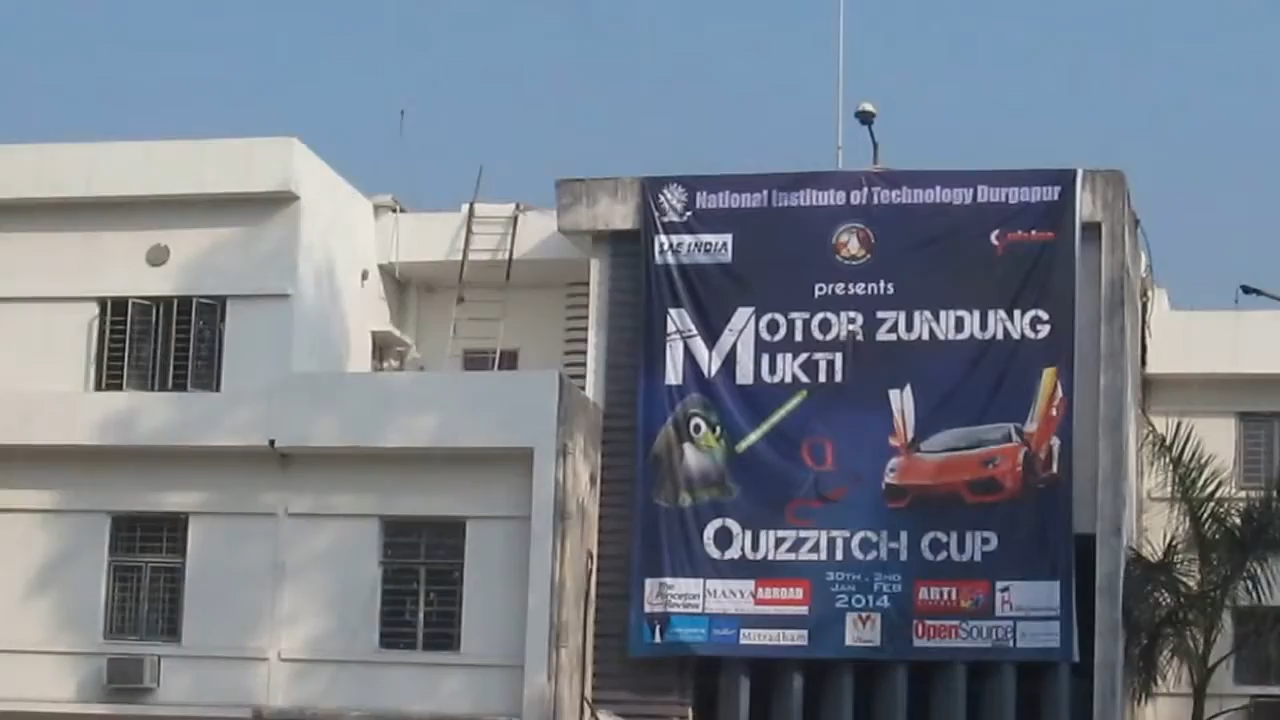 National Institute of Technology Durgapur
SAE INDIA
presents
MOTOR ZUNDUNG
MUKTI
QUIZZITCH CUP
The Princeton Review
MANYA ABROAD
30TH - 2ND
JAN FEB
2014
ARTI
Mitradham
OpenSource